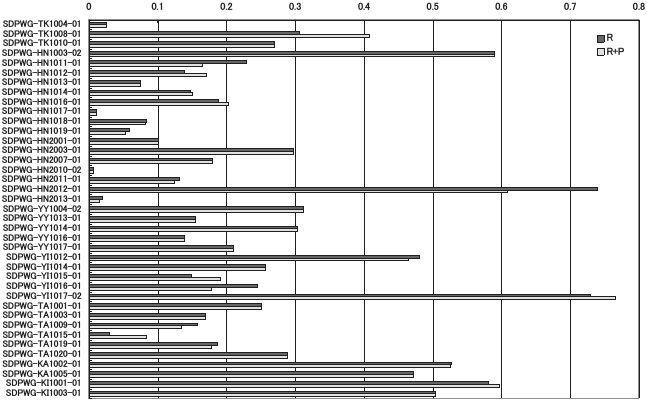 0 0.1 0.2 0.3 0.4 0.5 0.6 0.7 0.8
SDPWG-TK1004-01
SDPWG-TK1008-01
SDPWG-TK1010-01
SDPWG-HN1003-02
SDPWG-HN1011-01
SDPWG-HN1012-01
SDPWG-HN1013-01
SDPWG-HN1014-01
SDPWG-HN1016-01
SDPWG-HN1017-01
SDPWG-HN1018-01
SDPWG-HN1019-01
SDPWG-HN2001-01
SDPWG-HN2003-01
SDPWG-HN2007-01
SDPWG-HN2010-02
SDPWG-HN2011-01
SDPWG-HN2012-01
SDPWG-HN2013-01
SDPWG-YY1004-02
SDPWG-YY1013-01
SDPWG-YY1014-01
SDPWG-YY1016-01
SDPWG-YY1017-01
SDPWG-YI1012-01
SDPWG-YI1014-01
SDPWG-YI1015-01
SDPWG-YI1016-01
SDPWG-YI1017-02
SDPWG-TA1001-01
SDPWG-TA1003-01
SDPWG-TA1009-01
SDPWG-TA1015-01
SDPWG-TA1019-01
SDPWG-TA1020-01
SDPWG-KA1002-01
SDPWG-KA1005-01
SDPWG-KI1001-01
SDPWG-KI1003-01
R
R+P